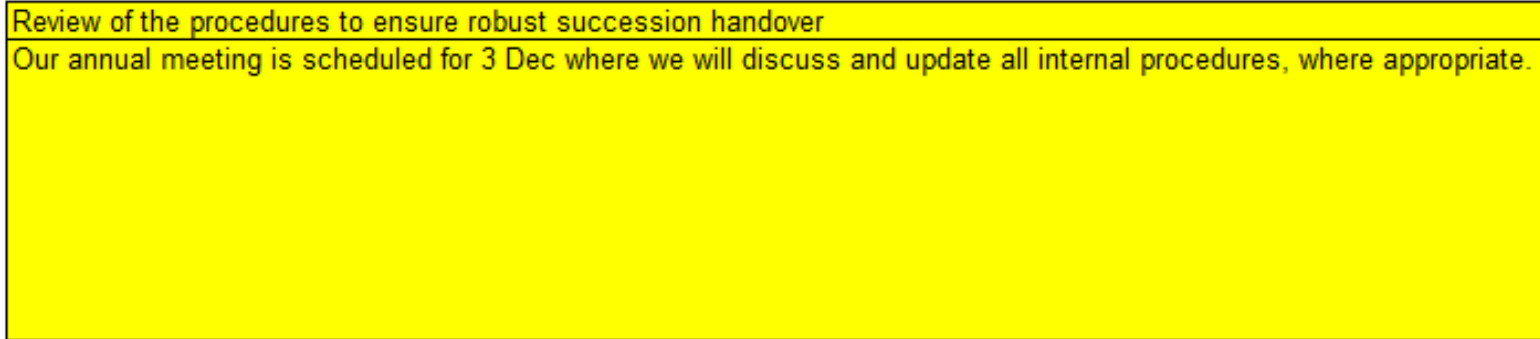 Review of the procedures to ensure robust succession handover
Our annual meeting is scheduled for 3 Dec where we will discuss and update all internal procedures, where appropriate.